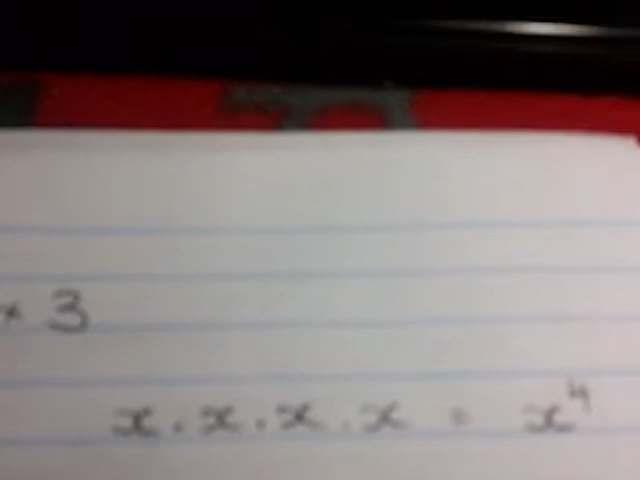 × 3
x . x . x . x = x⁴